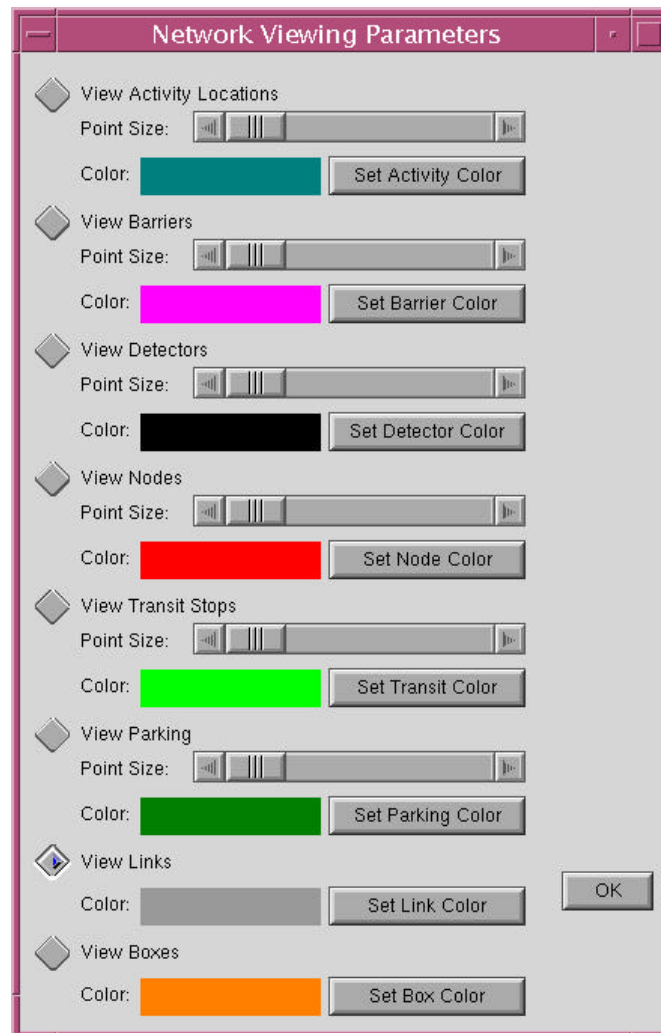 Network Viewing Parameters
View Activity Locations
Point Size:
Color: Set Activity Color
View Barriers
Point Size:
Color: Set Barrier Color
View Detectors
Point Size:
Color: Set Detector Color
View Nodes
Point Size:
Color: Set Node Color
View Transit Stops
Point Size:
Color: Set Transit Color
View Parking
Point Size:
Color: Set Parking Color
View Links
Color: Set Link Color OK
View Boxes
Color: Set Box Color